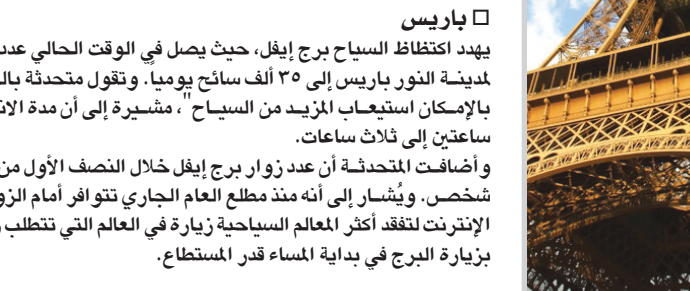 □ باريس
يهدد اكتظاظ السياح برج إيفل، حيث يصل في الوقت الحالي عدد
لمدينة النور باريس إلى ٣٥ ألف سائح يومياً. وتقول متحدثة
بالإمكان استيعاب المزيد من السياح"، مشيرة إلى أن مدة
ساعتين إلى ثلاث ساعات.
وأضافت المتحدثة أن عدد زوار برج إيفل خلال النصف الأول من
شخص. ويُشار إلى أنه منذ مطلع العام الجاري تتوافر أمام
الإنترنت لتفقد أكثر المعالم السياحية زيارة في العالم التي تتطلب
بزيارة البرج في بداية المساء قدر المستطاع.